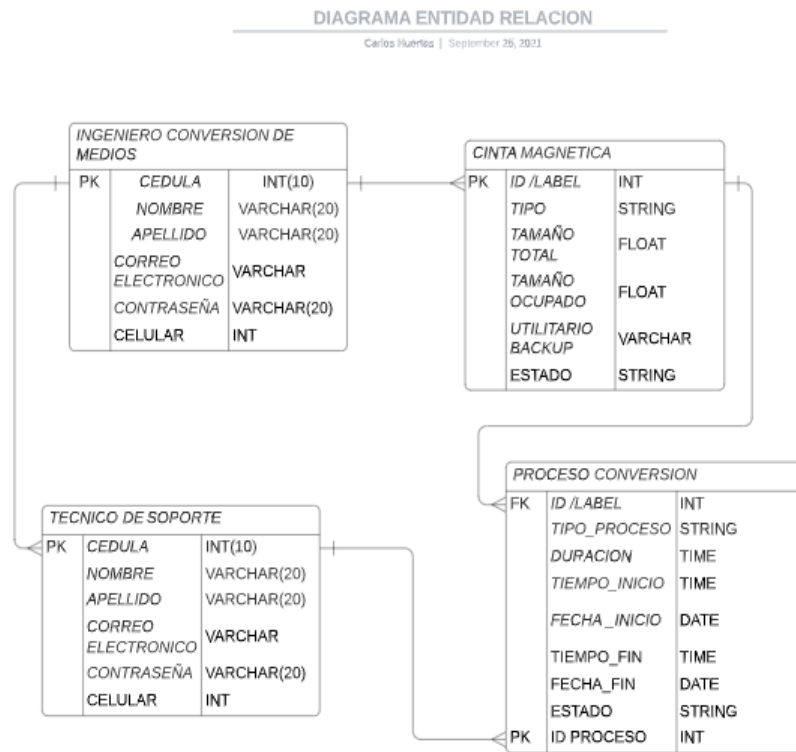 DIAGRAMA ENTIDAD RELACION
Carlos Huertas | September 26, 2021
INGENIERO CONVERSION DE
MEDIOS
PK CEDULA INT(10)
NOMBRE VARCHAR(20)
APELLIDO VARCHAR(20)
CORREO
ELECTRONICO VARCHAR
CONTRASEÑA VARCHAR(20)
CELULAR INT
CINTA MAGNETICA
PK ID /LABEL INT
TIPO STRING
TAMAÑO
TOTAL FLOAT
TAMAÑO
OCUPADO FLOAT
UTILITARIO
BACKUP VARCHAR
ESTADO STRING
TECNICO DE SOPORTE
PK CEDULA INT(10)
NOMBRE VARCHAR(20)
APELLIDO VARCHAR(20)
CORREO
ELECTRONICO VARCHAR
CONTRASEÑA VARCHAR(20)
CELULAR INT
PROCESO CONVERSION
FK ID /LABEL INT
TIPO_PROCESO STRING
DURACION TIME
TIEMPO_INICIO TIME
FECHA_INICIO DATE
TIEMPO_FIN TIME
FECHA_FIN DATE
ESTADO STRING
PK ID PROCESO INT